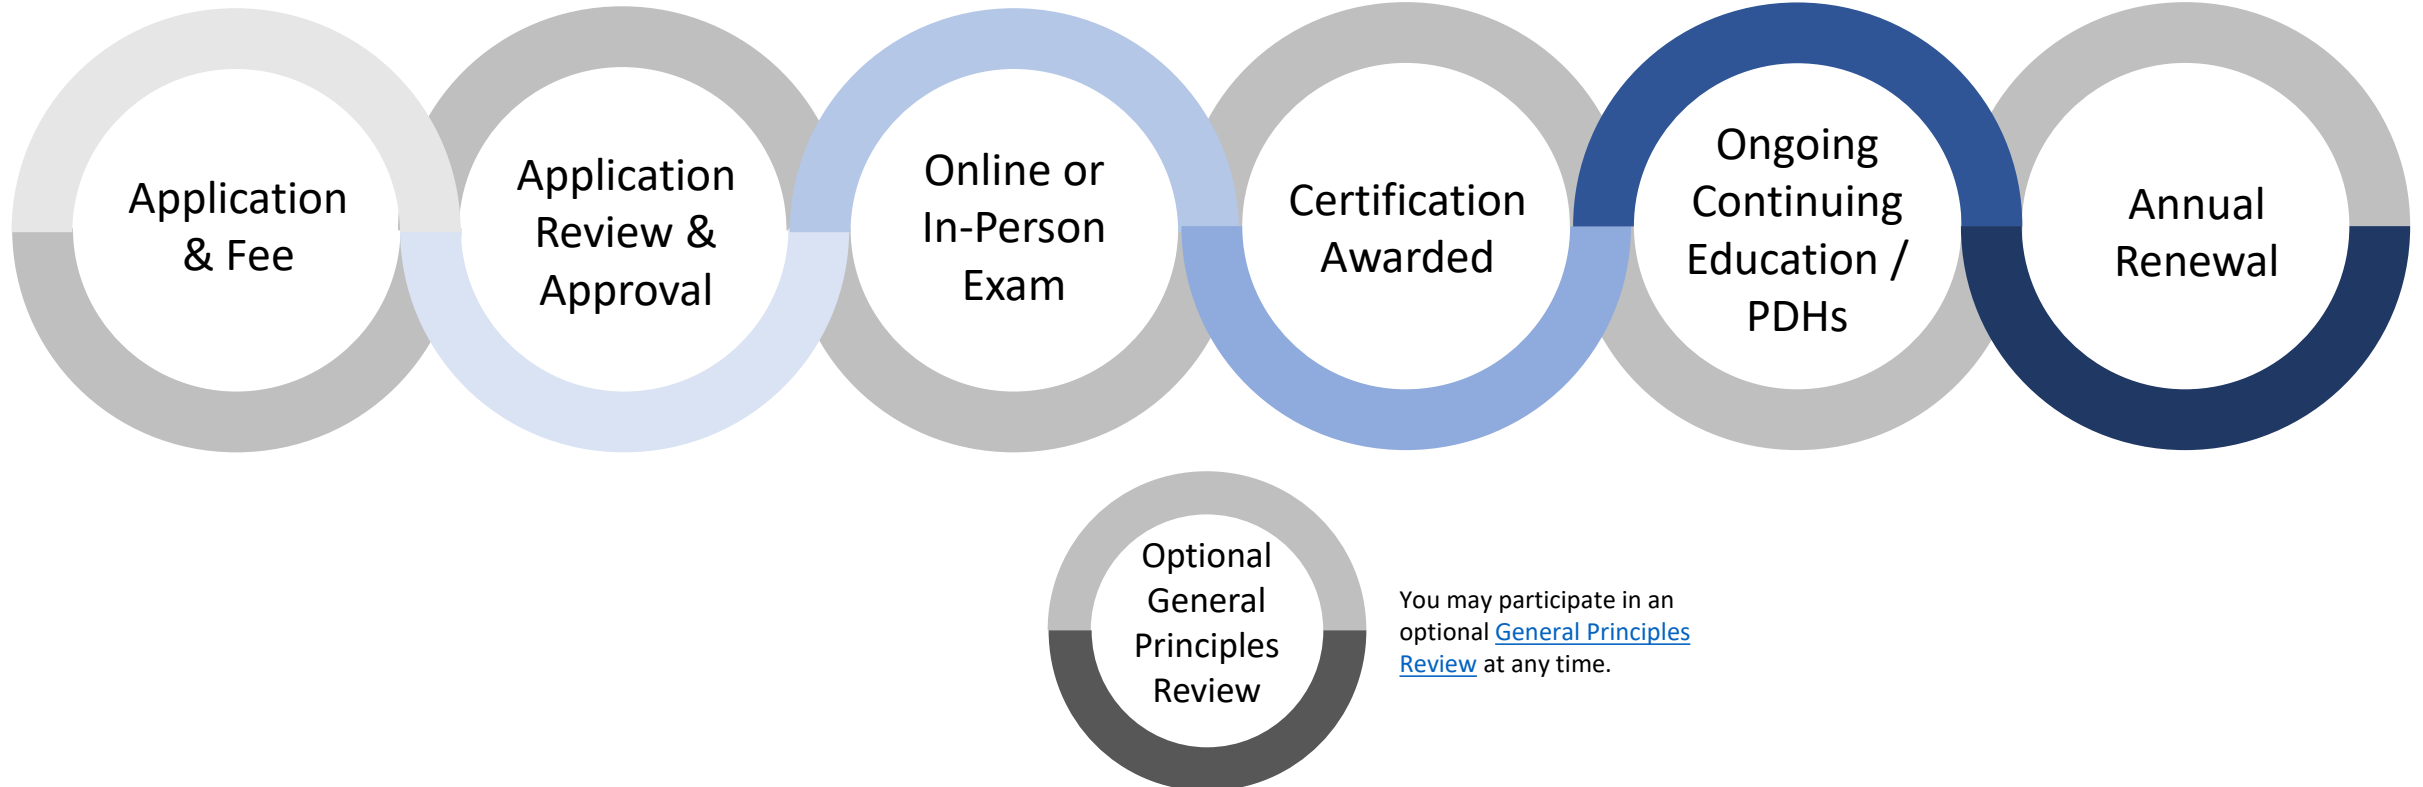 Application
& Fee
Application
Review &
Approval
Online or
In-Person
Exam
Certification
Awarded
Ongoing
Continuing
Education /
PDHs
Annual
Renewal
Optional
General
Principles
Review
You may participate in an
optional General Principles
Review at any time.